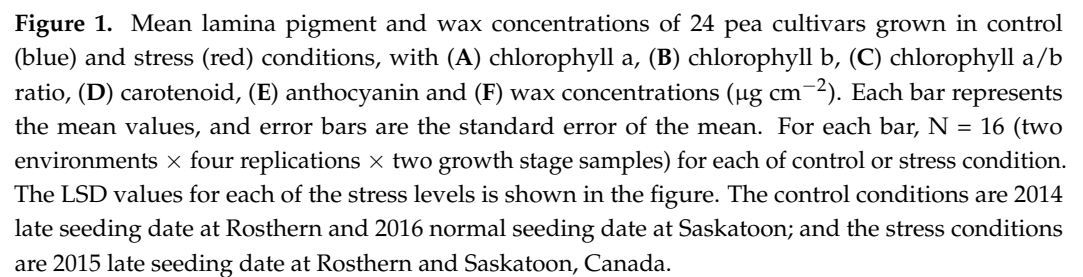 Figure 1. Mean lamina pigment and wax concentrations of 24 pea cultivars grown in control
(blue) and stress (red) conditions, with (A) chlorophyll a, (B) chlorophyll b, (C) chlorophyll a/b
ratio, (D) carotenoid, (E) anthocyanin and (F) wax concentrations (µg cm−2). Each bar represents
the mean values, and error bars are the standard error of the mean. For each bar, N = 16 (two
environments × four replications × two growth stage samples) for each of control or stress condition.
The LSD values for each of the stress levels is shown in the figure. The control conditions are 2014
late seeding date at Rosthern and 2016 normal seeding date at Saskatoon; and the stress conditions
are 2015 late seeding date at Rosthern and Saskatoon, Canada.